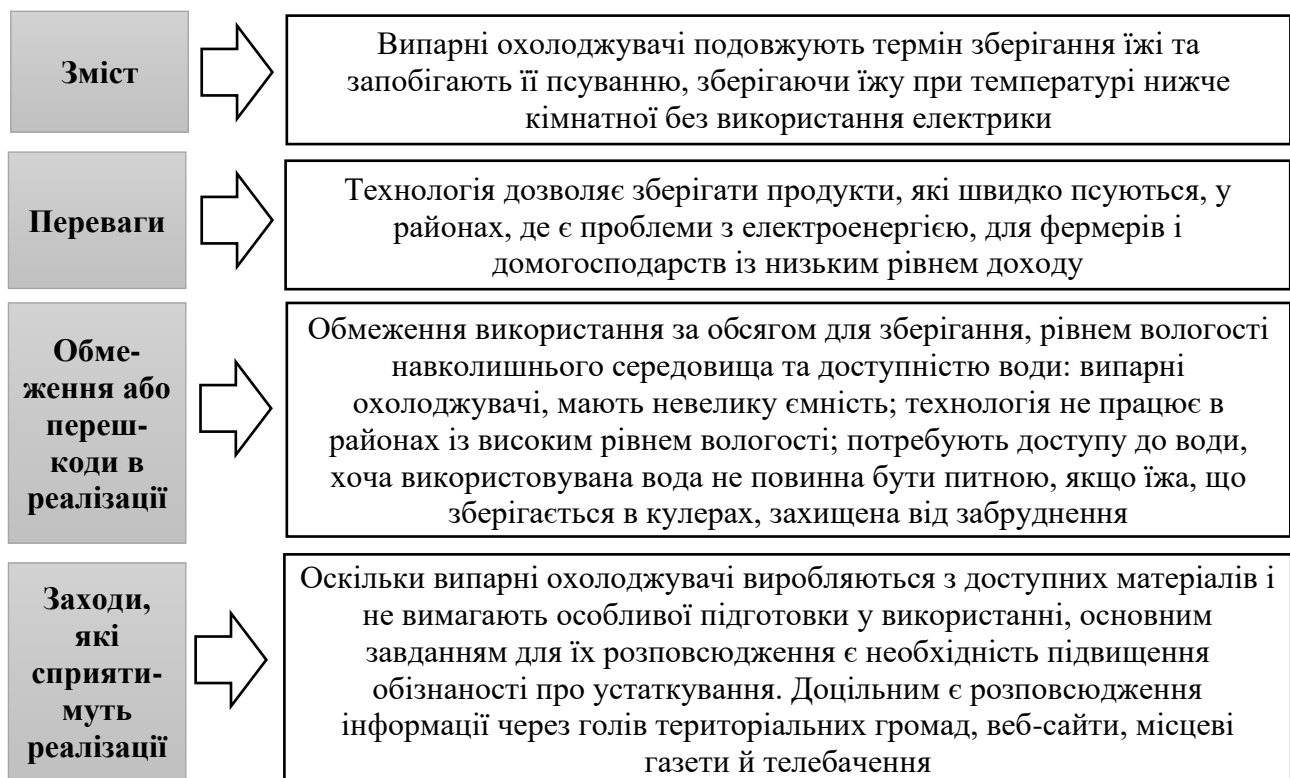 Зміст
Випарні охолоджувачі подовжують термін зберігання їжі та
запобігають її псуванню, зберігаючи їжу при температурі нижче
кімнатної без використання електрики
Переваги
Технологія дозволяє зберігати продукти, які швидко псуються, у
районах, де є проблеми з електроенергією, для фермерів і
домогосподарств із низьким рівнем доходу
Обме-
ження або
переш-
коди в
реалізації
Обмеження використання за обсягом для зберігання, рівнем вологості
навколишнього середовища та доступністю води: випарні
охолоджувачі, мають невелику ємність; технологія не працює в
районах із високим рівнем вологості; потребують доступу до води,
хоча використовувана вода не повинна бути питною, якщо їжа, що
зберігається в кулерах, захищена від забруднення
Заходи,
які
сприяти-
муть
реалізації
Оскільки випарні охолоджувачі виробляються з доступних матеріалів і
не вимагають особливої підготовки у використанні, основним
завданням для їх розповсюдження є необхідність підвищення
обізнаності про устаткування. Доцільним є розповсюдження
інформації через голів територіальних громад, веб-сайти, місцеві
газети й телебачення